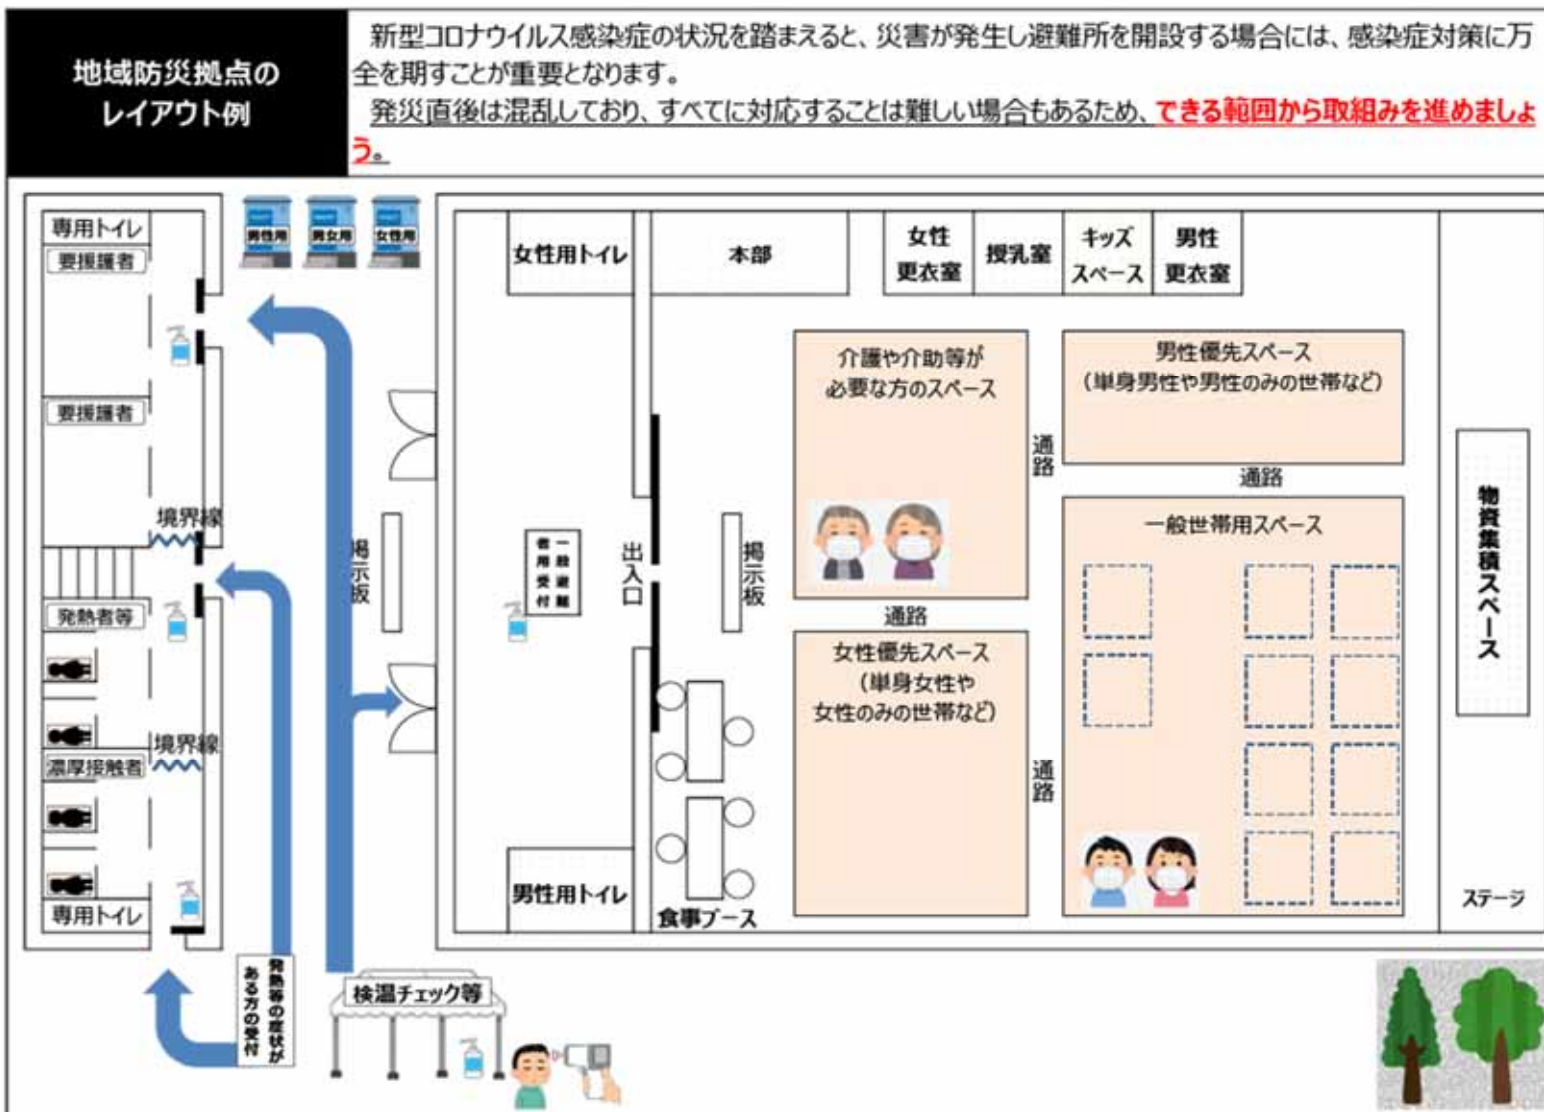 地域防災拠点の
レイアウト例
新型コロナウイルス感染症の状況を踏まえると、災害が発生し避難所を開設する場合には、感染症対策に万
全を期すことが重要となります。
発災直後は混乱しており、すべてに対応することは難しい場合もあるため、できる範囲から取組みを進めましょ
う。
専用トイレ
要援護者
要援護者
境界線
発熱者等
境界線
濃厚接触者
専用トイレ
男性用
男女用
女性用
掲示板
発熱等の症状が
ある方の受付
検温チェック等
女性用トイレ
本部
女性
更衣室
授乳室
キッズ
スペース
男性
更衣室
一般避難
者用受付
出入口
掲示板
男性用トイレ
食事ブース
介護や介助等が
必要な方のスペース
通路
男性優先スペース
（単身男性や男性のみの世帯など）
通路
一般世帯用スペース
通路
女性優先スペース
（単身女性や
女性のみの世帯など）
通路
物資集積スペース
ステージ